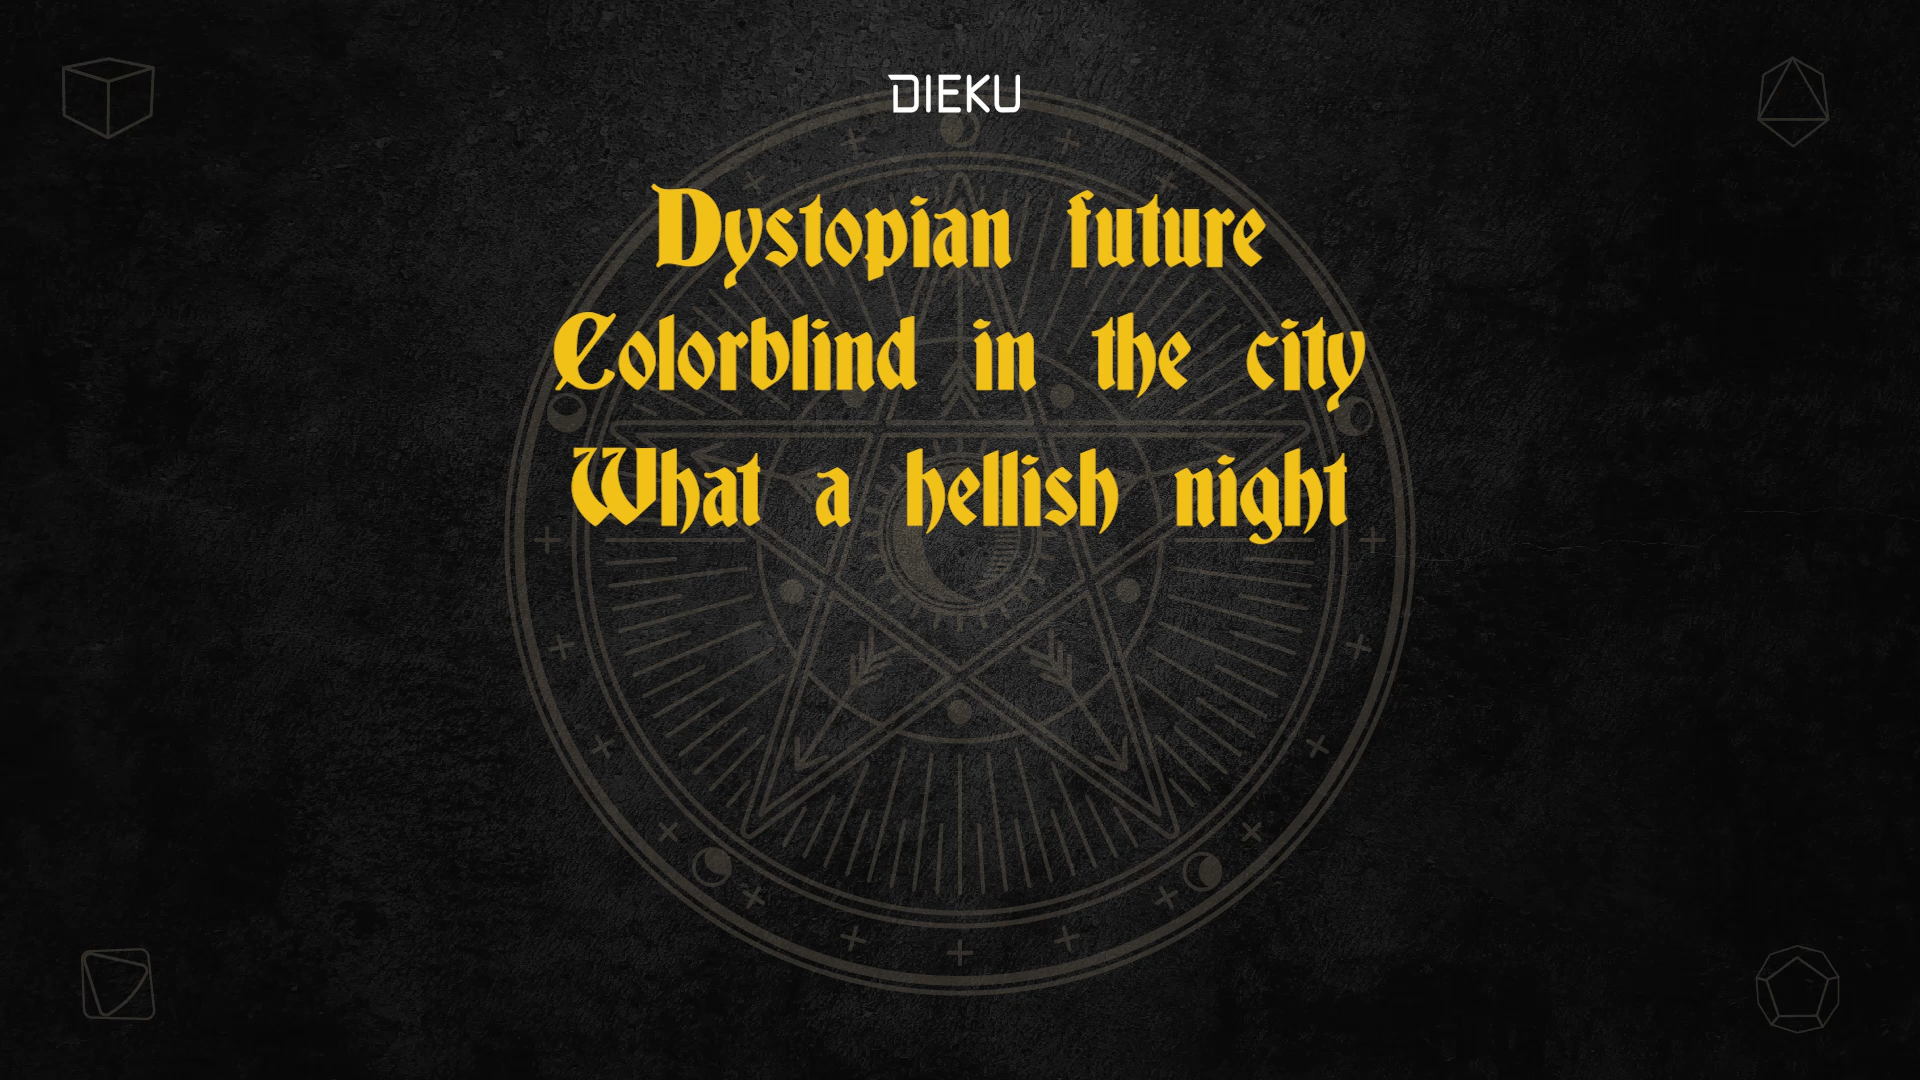 DIEKU
Dystopian future
Colorblind in the city
What a hellish night